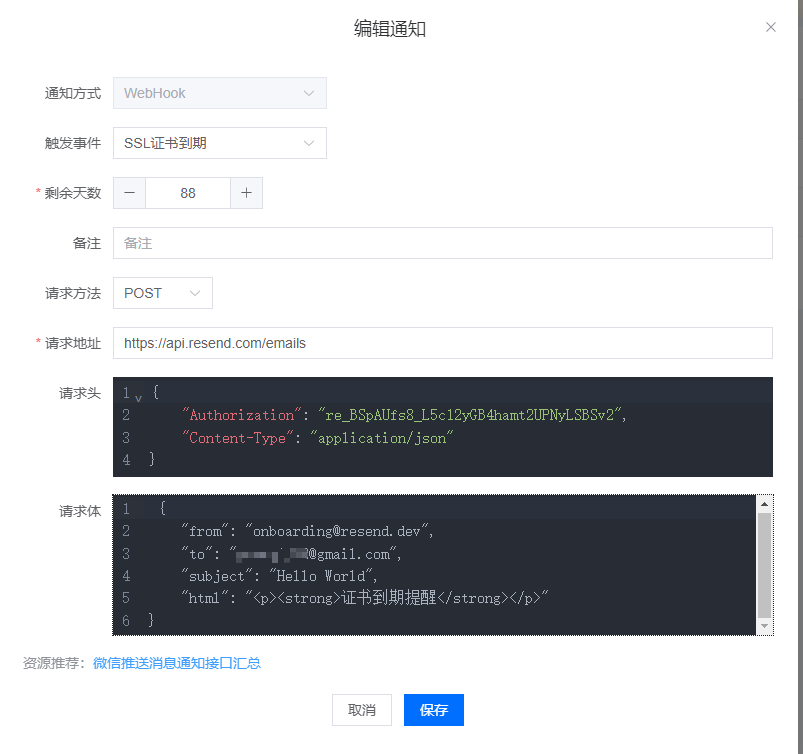 编辑通知
通知方式 WebHook
触发事件 SSL证书到期
* 剩余天数 88
备注 备注
请求方法 POST
* 请求地址 https://api.resend.com/emails
请求头 1 {
2 "Authorization": "re_BSpAUfs8_L5c12yGB4hamt2UPNyLSBSv2",
3 "Content-Type": "application/json"
4 }
请求体 1 {
2 "from": "onboarding@resend.dev",
3 "to": "@gmail.com",
4 "subject": "Hello World",
5 "html": "<p><strong>证书到期提醒</strong></p>"
6 }
资源推荐：微信推送消息通知接口汇总
取消 保存